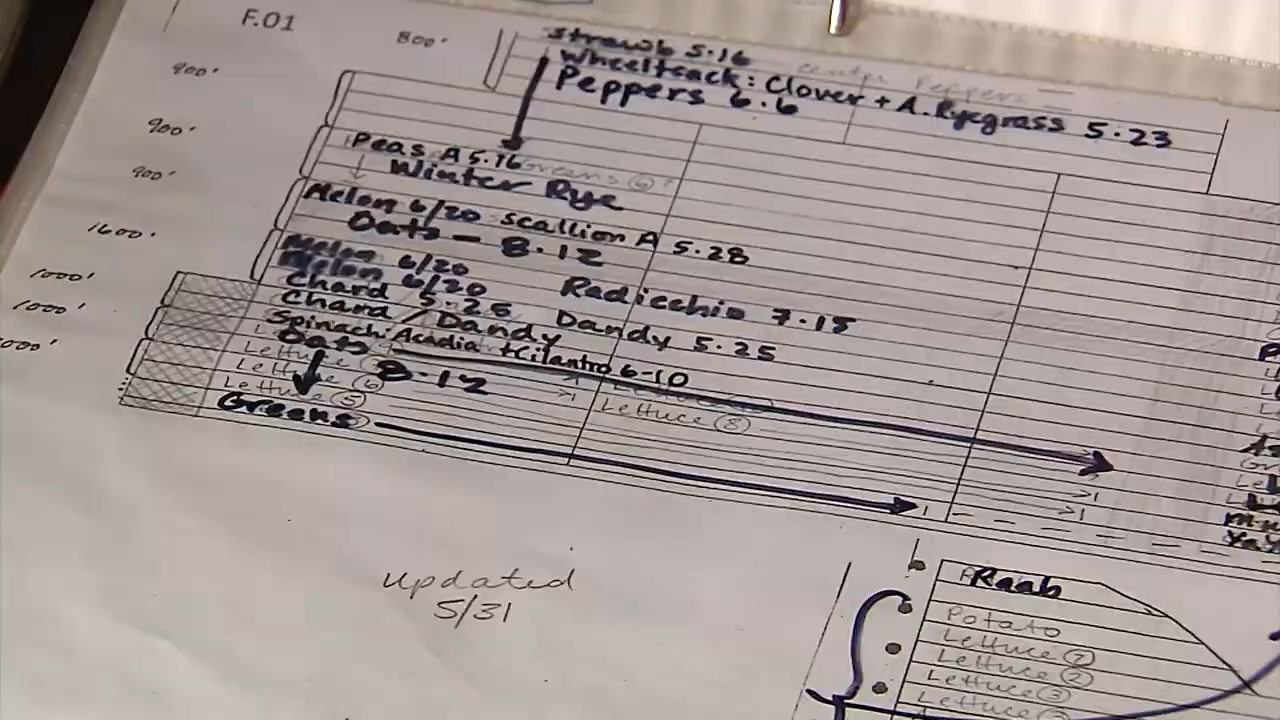 F.01
800'
strawb 5.16
Wheeltrack: Clover + A. Ryegrass 5.23
Peppers 6.6
900'
900'
Peas A 5.16
Winter Rye
900'
Melon 6/20 scallion A 5.28
Oats - 8.12
1600'
Melon 6/20
Melon 6/20 Radicchio 7.15
1000'
Chard 5.25 Dandy 5.25
Chard / Dandy
1000'
Spinach: Acadia + Cilantro 6-10
Oats 8.12
Lettuce
Lettuce (6)
Lettuce (5)
Lettuce (8)
Greens
updated
5/31
Raab
Potato
Lettuce (2)
Lettuce (2)
Lettuce (3)
Lettuce